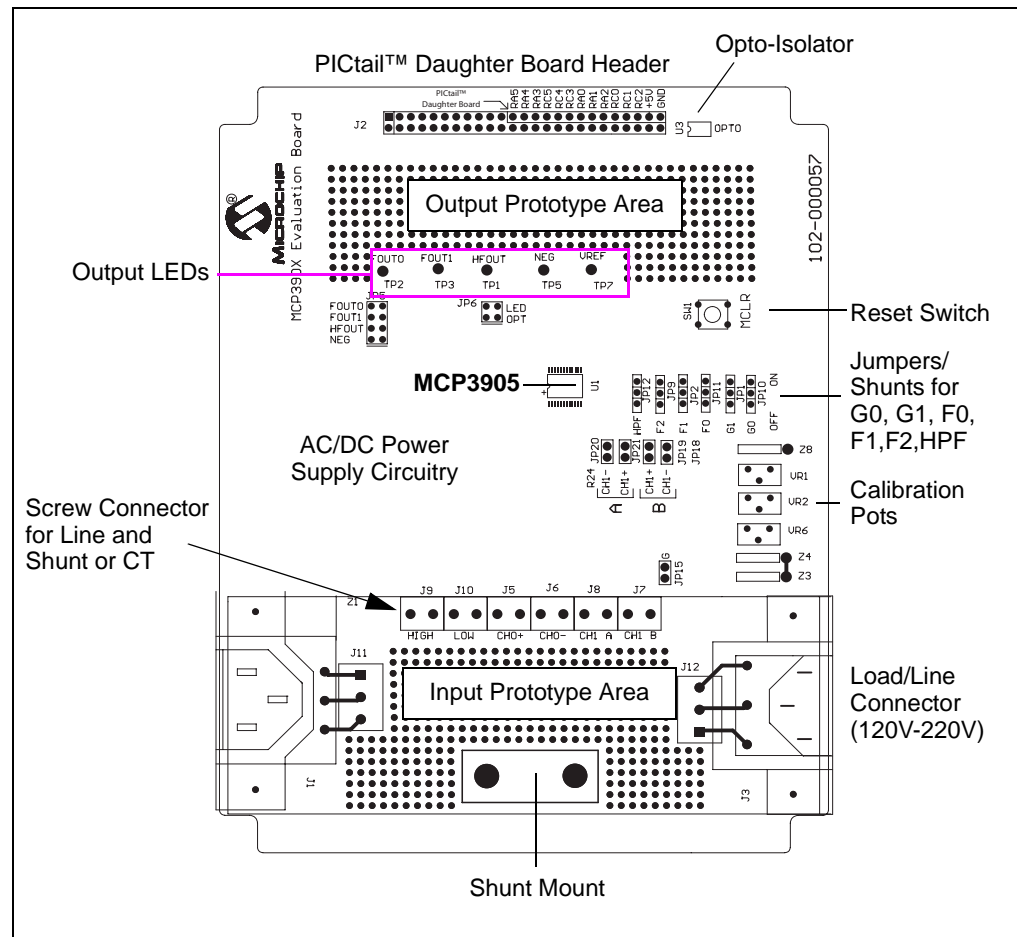 Opto-Isolator
PICtail™ Daughter Board Header
PICtail™
Daughter Board
RA5
RA4
RA3
RC5
RC4
RC3
RA0
RA1
RA2
RC0
RC1
RC2
+5V
GND
J2
U3
OPTO
®
MICROCHIP
MCP390X Evaluation Board
102-000057
Output Prototype Area
Output LEDs
FOUT0 FOUT1 HFOUT NEG VREF
TP2 TP3 TP1 TP5 TP7
JP5
FOUT0
FOUT1
HFOUT
NEG
JP6
LED
OPT
SW1
MCLR
Reset Switch
MCP3905
+
U1
JP12 JP9 JP2 JP11 JP1 JP10
HPF F2 F1 F0 G1 G0
ON
OFF
Jumpers/
Shunts for
G0, G1, F0,
F1,F2,HPF
AC/DC Power
Supply Circuitry
JP20 JP21 JP19 JP18
R24
CH1- CH1+ CH1+ CH1-
A B
Z8
VR1
VR2
VR6
Z4
Z3
Calibration
Pots
Screw Connector
for Line and
Shunt or CT
G
JP15
Z1
J9 J10 J5 J6 J8 J7
HIGH LOW CH0+ CH0- CH1 A CH1 B
J11
J12
Input Prototype Area
Load/Line
Connector
(120V-220V)
J1
J3
Shunt Mount